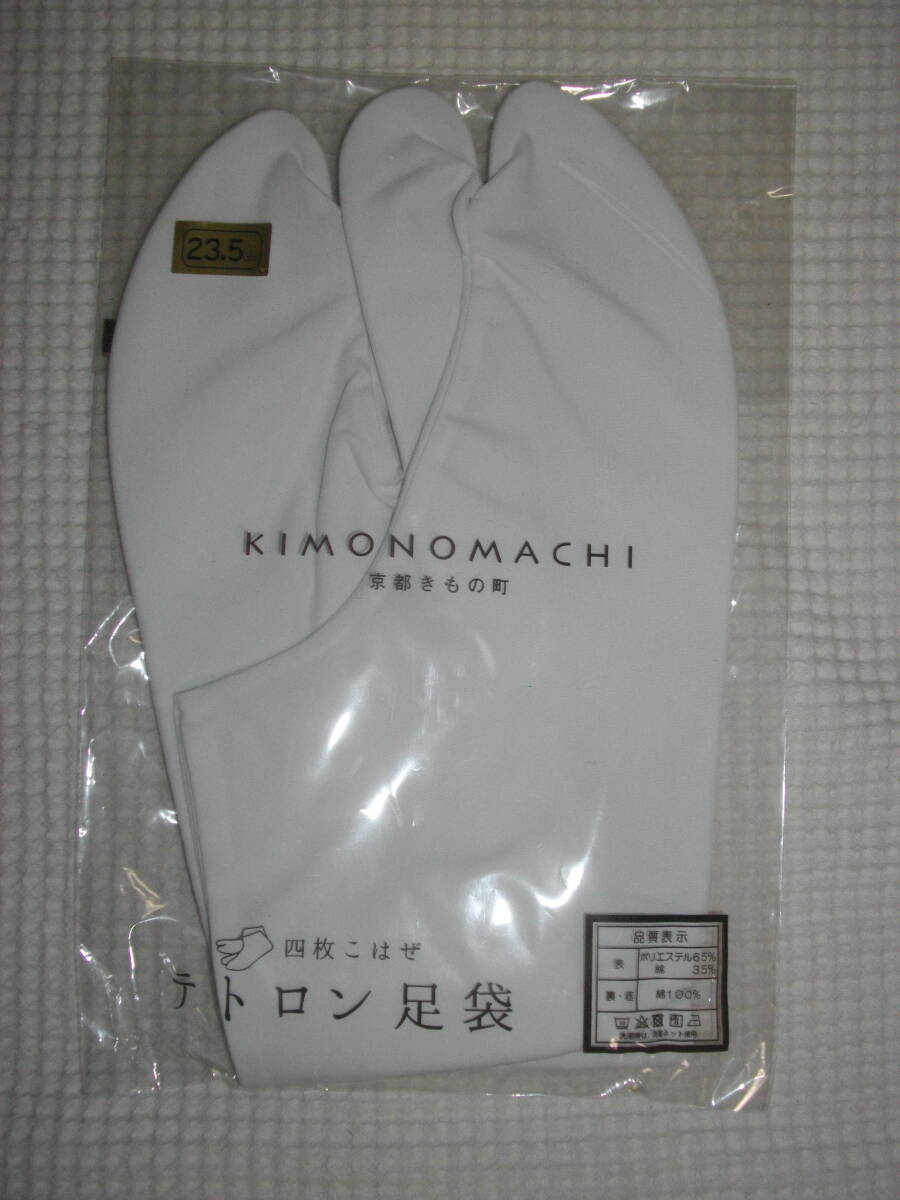 23.5
KIMONOMACHI
京都きもの町
四枚こはぜ
テトロン足袋
品質表示
表 ポリエステル65%
綿 35%
裏・底 綿100%